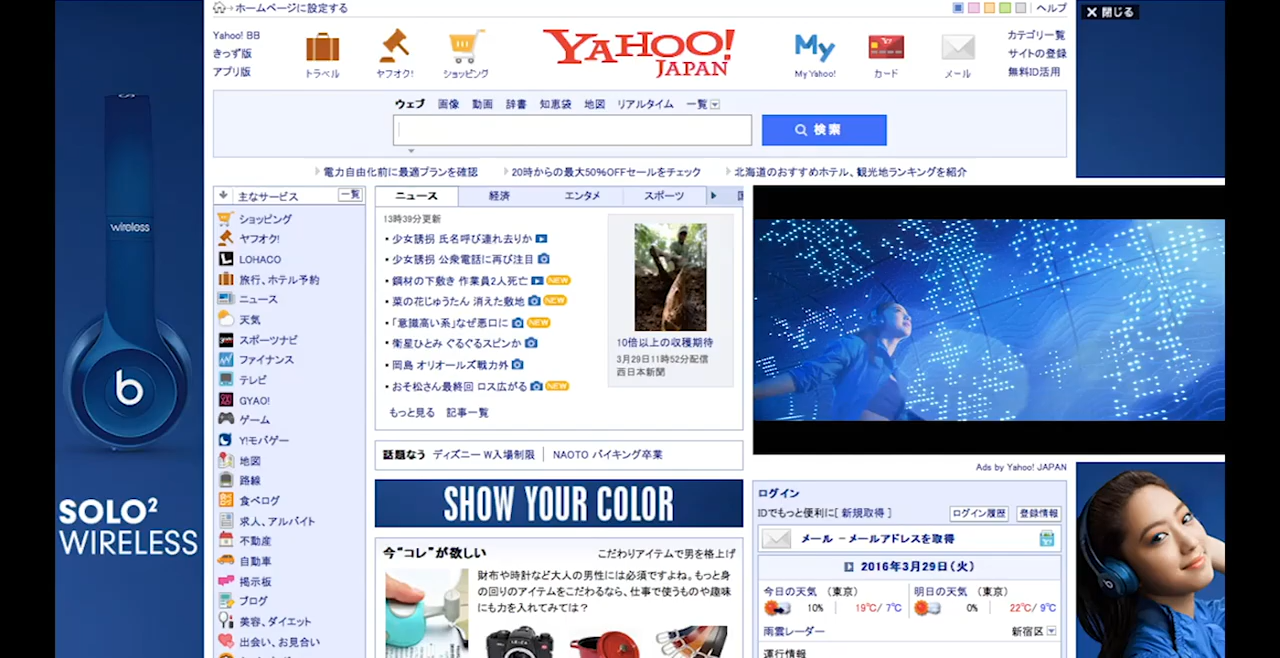 ホームページに設定する
ヘルプ
閉じる
Yahoo! BB
きっず版
アプリ版
トラベル
ヤフオク!
ショッピング
YAHOO!
JAPAN
My
My Yahoo!
カード
メール
カテゴリ一覧
サイトの登録
無料ID活用
ウェブ 画像 動画 辞書 知恵袋 地図 リアルタイム 一覧
検索
電力自由化前に最適プランを確認
20時からの最大50%OFFセールをチェック
北海道のおすすめホテル、観光地ランキングを紹介
主なサービス 一覧
ショッピング
ヤフオク!
LOHACO
旅行、ホテル予約
ニュース
天気
スポーツナビ
ファイナンス
テレビ
GYAO!
ゲーム
Y!モバゲー
地図
路線
食べログ
求人、アルバイト
不動産
自動車
掲示板
ブログ
美容、ダイエット
出会い、お見合い
ニュース 経済 エンタメ スポーツ
13時39分更新
・少女誘拐 氏名呼び連れ去りか
・少女誘拐 公衆電話に再び注目
・鋼材の下敷き 作業員2人死亡 NEW
・菜の花じゅうたん 消えた敷地 NEW
・「意識高い系」なぜ悪口に NEW
・衛星ひとみ ぐるぐるスピンか
・岡島 オリオールズ戦力外
・おそ松さん最終回 ロス広がる NEW
もっと見る 記事一覧
10倍以上の収穫期待
3月29日11時52分配信
西日本新聞
話題なう ディズニー W入場制限 NAOTO バイキング卒業
SHOW YOUR COLOR
今“コレ”が欲しい こだわりアイテムで男を格上げ
財布や時計など大人の男性には必須ですよね。もっと身
の回りのアイテムをこだわるなら、仕事で使うものや趣味
にも力を入れてみては?
Ads by Yahoo! JAPAN
ログイン
IDでもっと便利に[ 新規取得 ] ログイン履歴 登録情報
メール - メールアドレスを取得
2016年3月29日(火)
今日の天気 (東京) 明日の天気 (東京)
10% 19℃/ 7℃ 0% 22℃/ 9℃
雨雲レーダー 新宿区
運行情報
wireless
b
SOLO2
WIRELESS